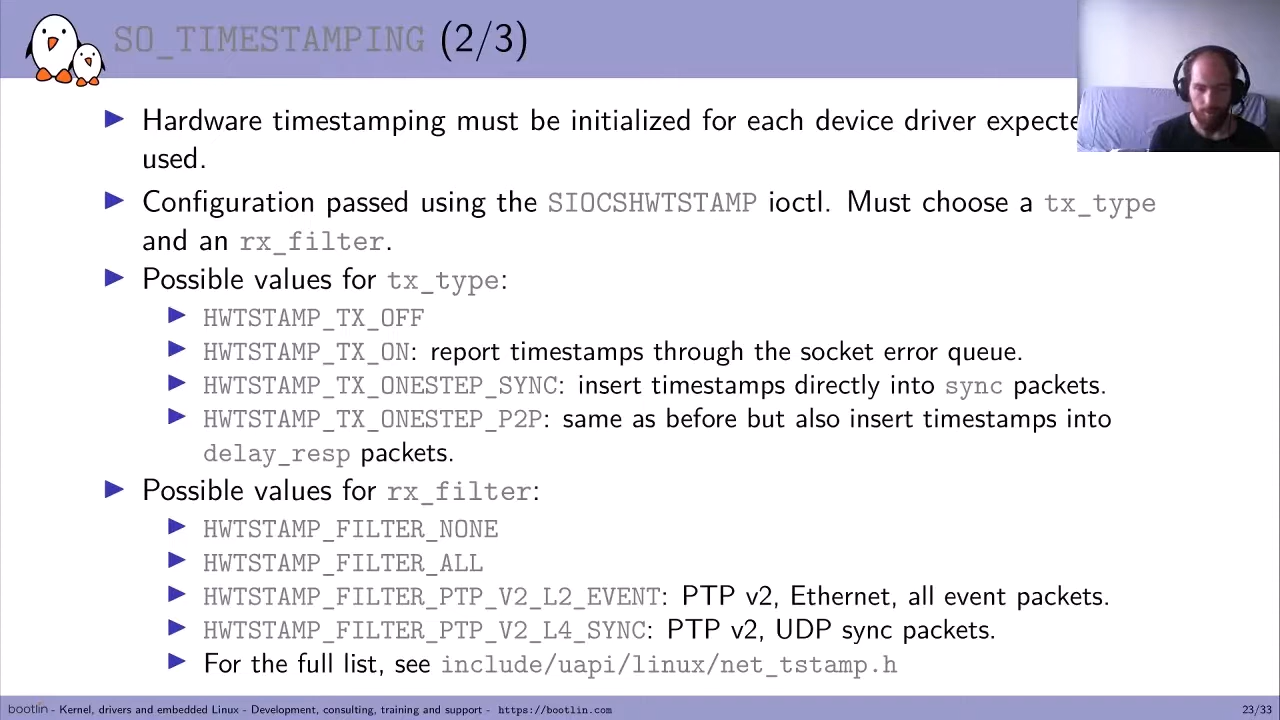 SO_TIMESTAMPING (2/3)
Hardware timestamping must be initialized for each device driver
used.
Configuration passed using the SIOCSHWTSTAMP ioctl. Must choose a tx_type
and an rx_filter.
Possible values for tx_type:
HWTSTAMP_TX_OFF
HWTSTAMP_TX_ON: report timestamps through the socket error queue.
HWTSTAMP_TX_ONESTEP_SYNC: insert timestamps directly into sync packets.
HWTSTAMP_TX_ONESTEP_P2P: same as before but also insert timestamps into
delay_resp packets.
Possible values for rx_filter:
HWTSTAMP_FILTER_NONE
HWTSTAMP_FILTER_ALL
HWTSTAMP_FILTER_PTP_V2_L2_EVENT: PTP v2, Ethernet, all event packets.
HWTSTAMP_FILTER_PTP_V2_L4_SYNC: PTP v2, UDP sync packets.
For the full list, see include/uapi/linux/net_tstamp.h
bootlin - Kernel, drivers and embedded Linux - Development, consulting, training and support - https://bootlin.com
23/33